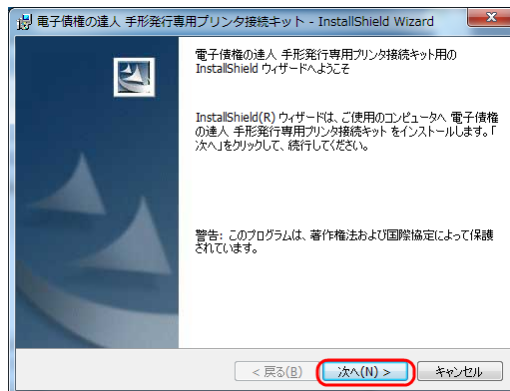 電子債権の達人 手形発行専用プリンタ接続キット - InstallShield Wizard
電子債権の達人 手形発行専用プリンタ接続キット用の
InstallShield ウィザードへようこそ
InstallShield(R) ウィザードは、ご使用のコンピュータへ 電子債権
の達人 手形発行専用プリンタ接続キット をインストールします。「
次へ」をクリックして、続行してください。
警告: このプログラムは、著作権法および国際協定によって保護
されています。
< 戻る(B) 次へ(N) > キャンセル